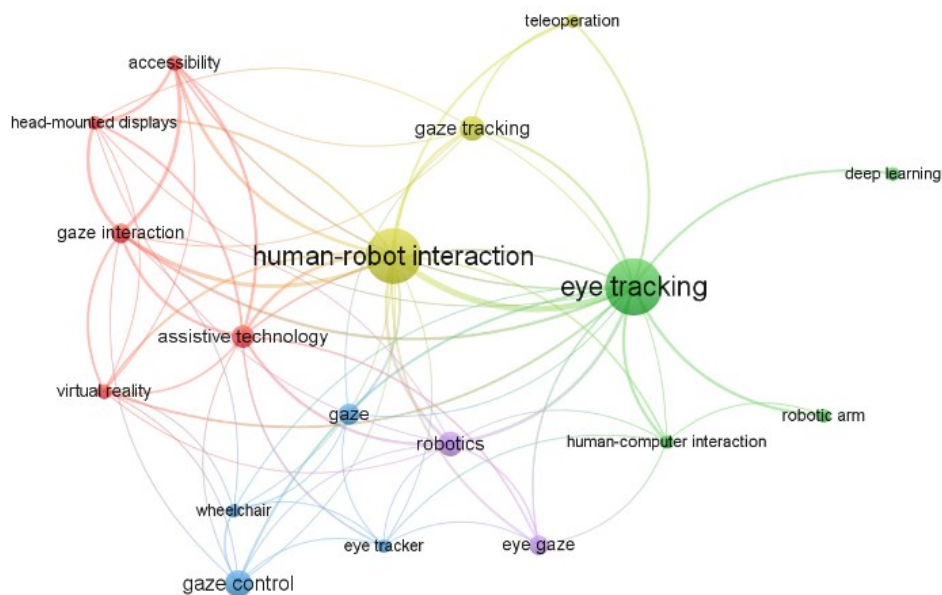 teleoperation
accessibility
head-mounted displays
gaze tracking
deep learning
gaze interaction
human-robot interaction
eye tracking
assistive technology
virtual reality
gaze
robotic arm
robotics
human-computer interaction
wheelchair
eye tracker
eye gaze
gaze control